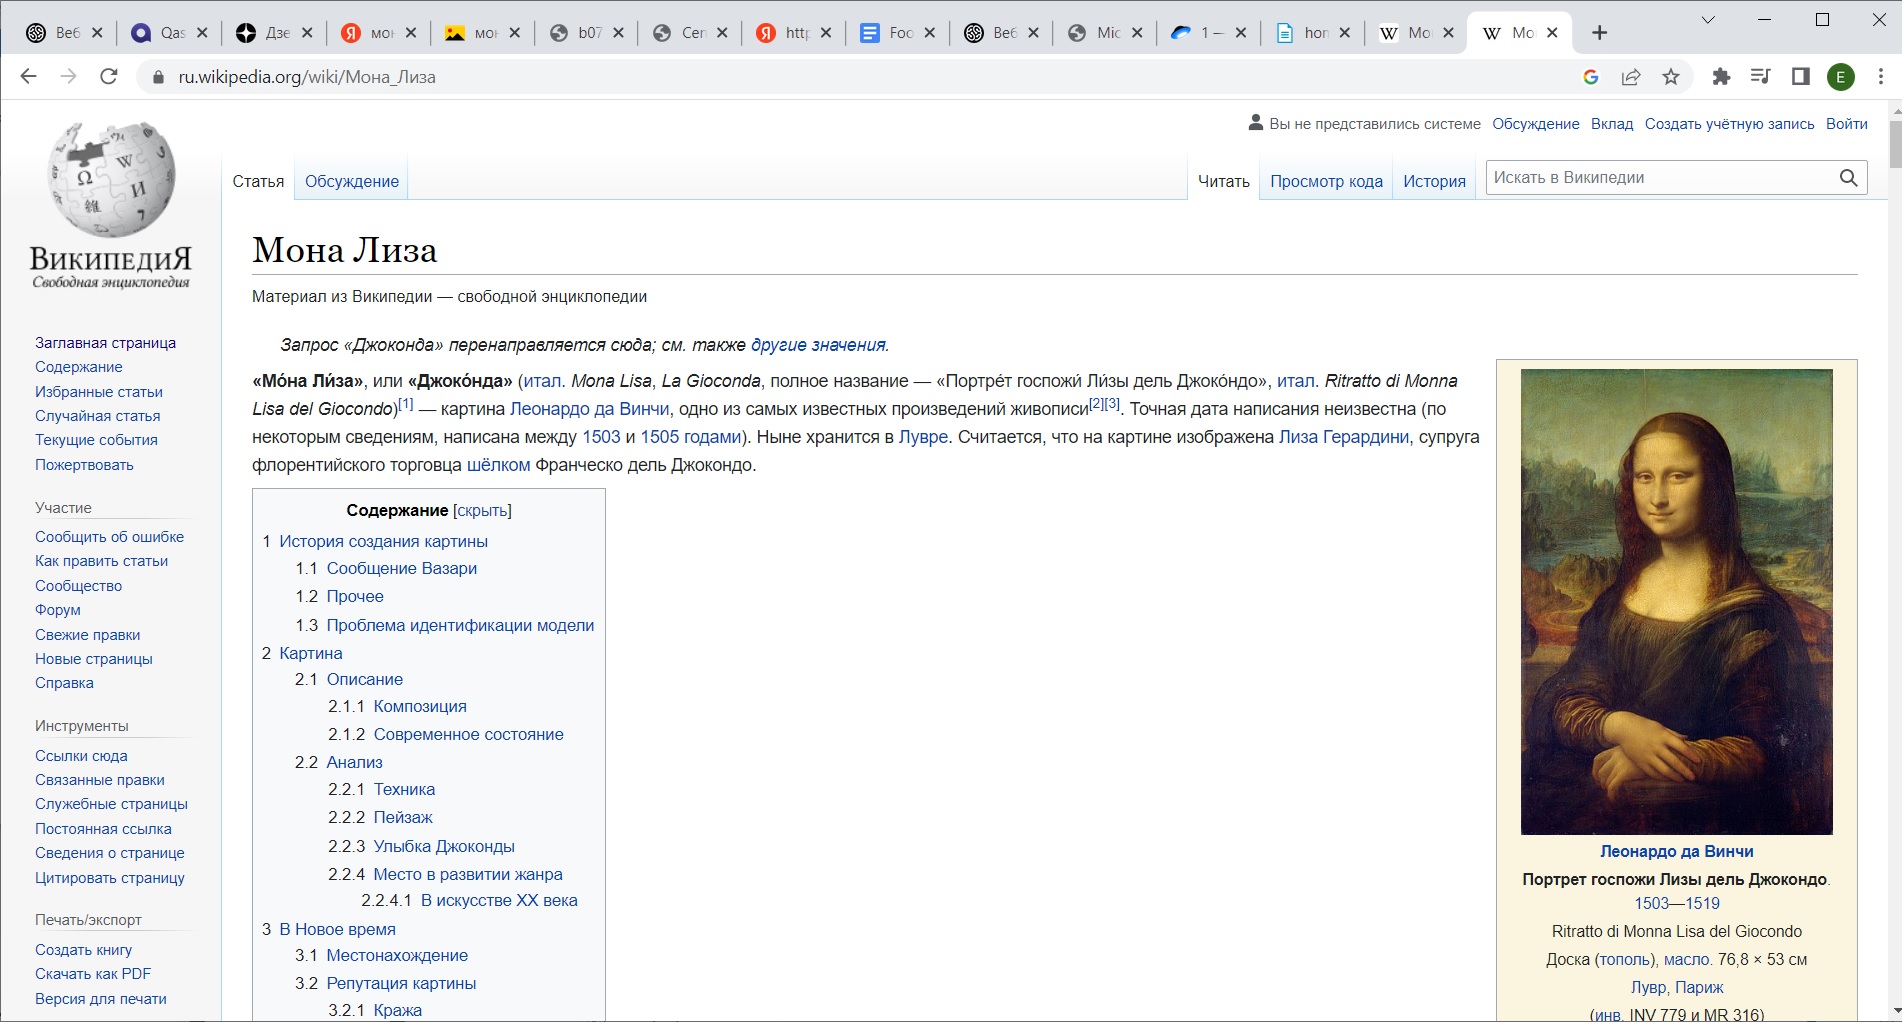 Веб
Qas
Дзе
мон
мон
b07
Cer
http
Foo
Веб
Mic
1 —
hon
Мо
Мо
ru.wikipedia.org/wiki/Мона_Лиза
E
Вы не представились системе Обсуждение Вклад Создать учётную запись Войти
Статья Обсуждение Читать Просмотр кода История Искать в Википедии
ВИКИПЕДИЯ
Свободная энциклопедия
Заглавная страница
Содержание
Избранные статьи
Случайная статья
Текущие события
Пожертвовать
Участие
Сообщить об ошибке
Как править статьи
Сообщество
Форум
Свежие правки
Новые страницы
Справка
Инструменты
Ссылки сюда
Связанные правки
Служебные страницы
Постоянная ссылка
Сведения о странице
Цитировать страницу
Печать/экспорт
Создать книгу
Скачать как PDF
Версия для печати
Мона Лиза
Материал из Википедии — свободной энциклопедии
Запрос «Джоконда» перенаправляется сюда; см. также другие значения.
«Мо́на Ли́за», или «Джоко́нда» (итал. Mona Lisa, La Gioconda, полное название — «Портре́т госпожи́ Ли́зы дель Джоко́ндо», итал. Ritratto di Monna
Lisa del Giocondo)[1] — картина Леонардо да Винчи, одно из самых известных произведений живописи[2][3]. Точная дата написания неизвестна (по
некоторым сведениям, написана между 1503 и 1505 годами). Ныне хранится в Лувре. Считается, что на картине изображена Лиза Герардини, супруга
флорентийского торговца шёлком Франческо дель Джокондо.
Содержание [скрыть]
1 История создания картины
1.1 Сообщение Вазари
1.2 Прочее
1.3 Проблема идентификации модели
2 Картина
2.1 Описание
2.1.1 Композиция
2.1.2 Современное состояние
2.2 Анализ
2.2.1 Техника
2.2.2 Пейзаж
2.2.3 Улыбка Джоконды
2.2.4 Место в развитии жанра
2.2.4.1 В искусстве XX века
3 В Новое время
3.1 Местонахождение
3.2 Репутация картины
3.2.1 Кража
Леонардо да Винчи
Портрет госпожи Лизы дель Джокондо.
1503—1519
Ritratto di Monna Lisa del Giocondo
Доска (тополь), масло. 76,8 × 53 см
Лувр, Париж
(инв. INV 779 и MR 316)